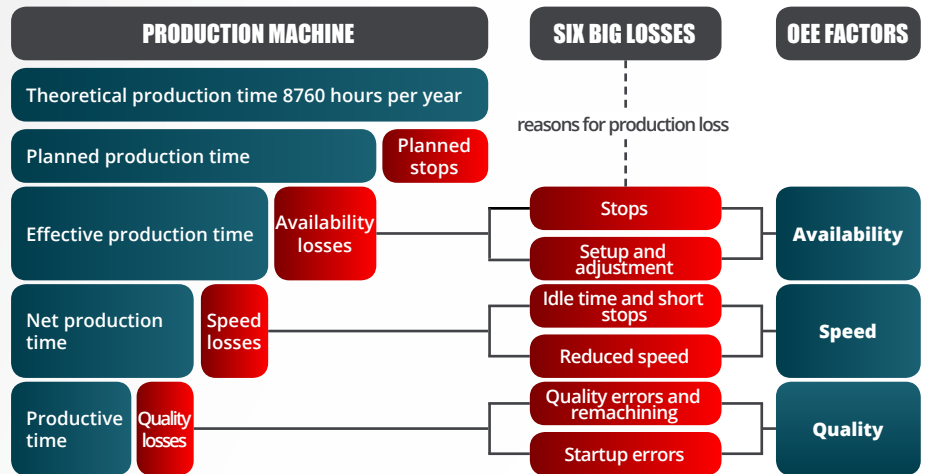 PRODUCTION MACHINE
SIX BIG LOSSES
OEE FACTORS
Theoretical production time 8760 hours per year
reasons for production loss
Planned production time
Planned
stops
Effective production time
Availability
losses
Stops
Setup and
adjustment
Availability
Net production
time
Speed
losses
Idle time and short
stops
Reduced speed
Speed
Productive
time
Quality
losses
Quality errors and
remachining
Startup errors
Quality